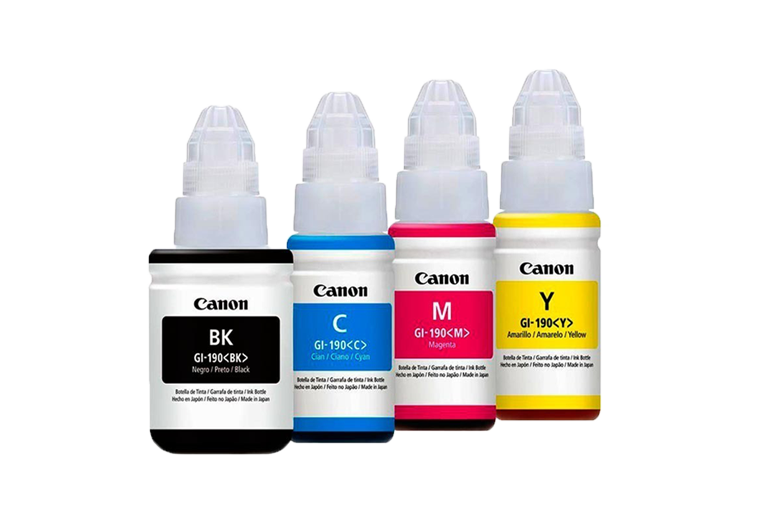 Canon
BK
GI-190<BK>
Negro / Preto / Black
Botella de Tinta / Garrafa de tinta / Ink Bottle
Hecho en Japón / Feito no Japão / Made in Japan
Canon
C
GI-190<C>
Cian / Ciano / Cyan
Botella de Tinta / Garrafa de tinta / Ink Bottle
Hecho en Japón / Feito no Japão / Made in Japan
Canon
M
GI-190<M>
Magenta
Botella de Tinta / Garrafa de tinta / Ink Bottle
Hecho en Japón / Feito no Japão / Made in Japan
Canon
Y
GI-190<Y>
Amarillo / Amarelo / Yellow
Botella de Tinta / Garrafa de tinta / Ink Bottle
Hecho en Japón / Feito no Japão / Made in Japan